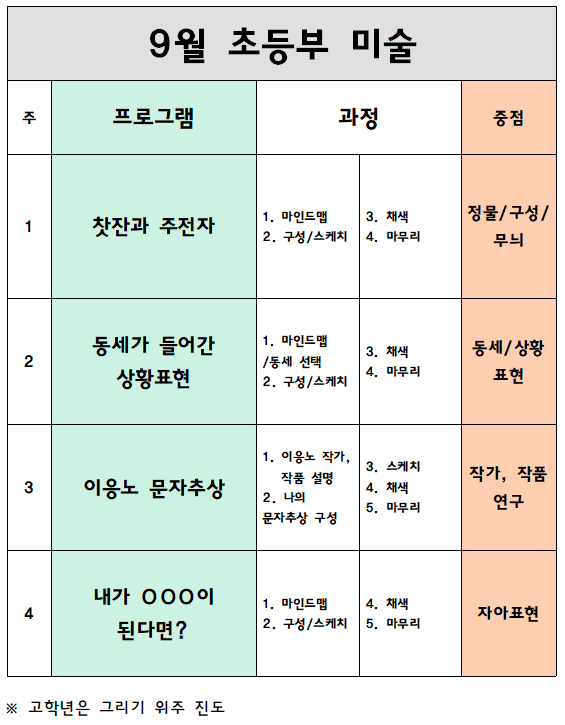 9월 초등부 미술
주 프로그램 과정 중점
1
찻잔과 주전자
1. 마인드맵
2. 구성/스케치
3. 채색
4. 마무리
정물/구성/
무늬
2
동세가 들어간
상황표현
1. 마인드맵
/동세 선택
2. 구성/스케치
3. 채색
4. 마무리
동세/상황
표현
3
이응노 문자추상
1. 이응노 작가,
작품 설명
2. 나의
문자추상 구성
3. 스케치
4. 채색
5. 마무리
작가, 작품
연구
4
내가 OOO이
된다면?
1. 마인드맵
2. 구성/스케치
4. 채색
5. 마무리
자아표현
※ 고학년은 그리기 위주 진도